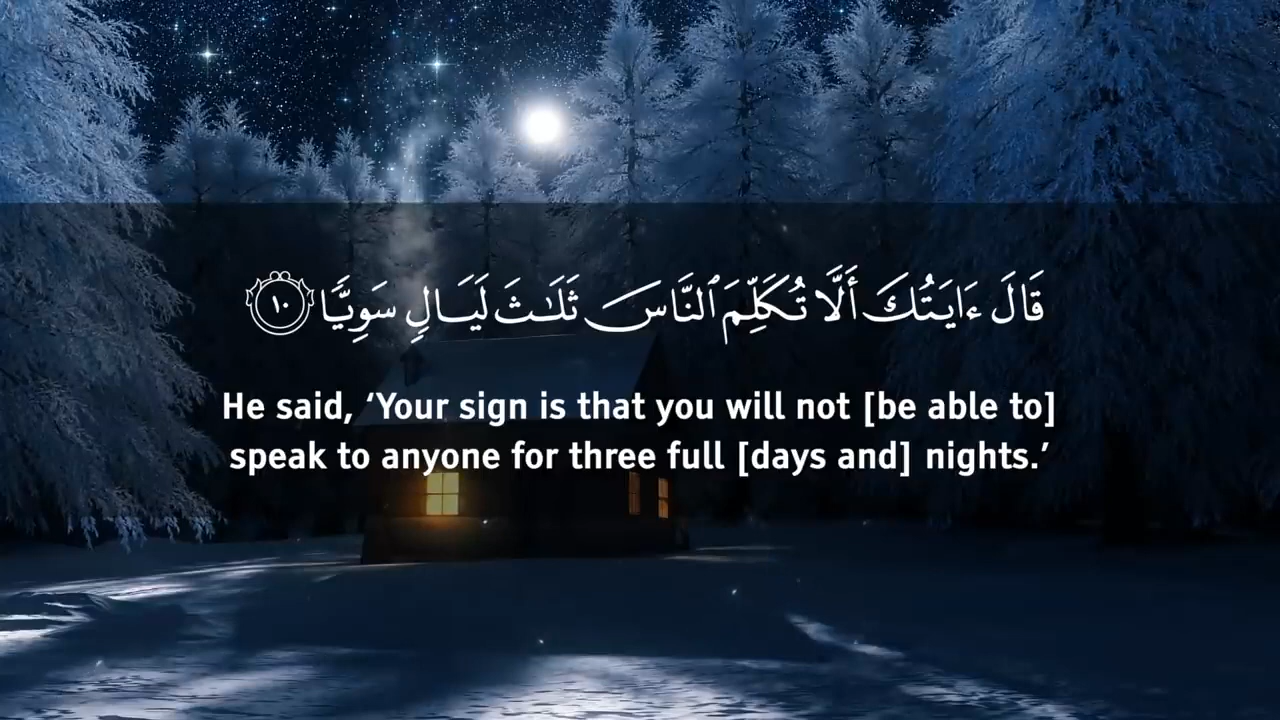 قَالَ ءَايَتُكَ أَلَّا تُكَلِّمَ ٱلنَّاسَ ثَلَـٰثَ لَيَالٍ سَوِيًّا ١٠
He said, ‘Your sign is that you will not [be able to]
speak to anyone for three full [days and] nights.’